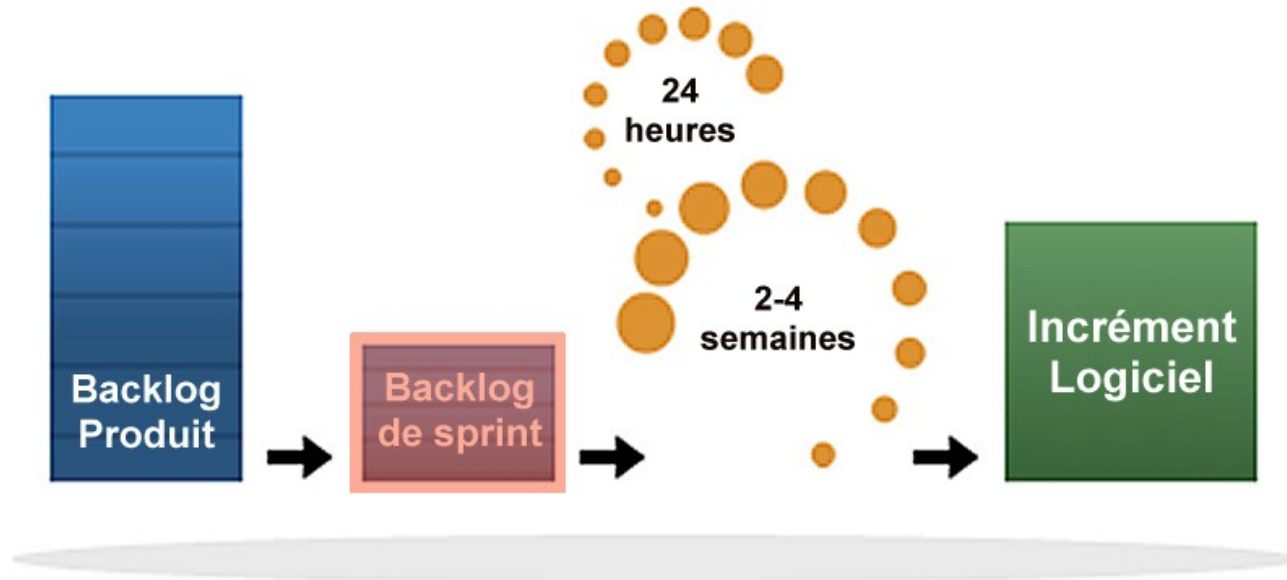 24
heures
2-4
semaines
Backlog
Produit
Backlog
de sprint
Incrément
Logiciel